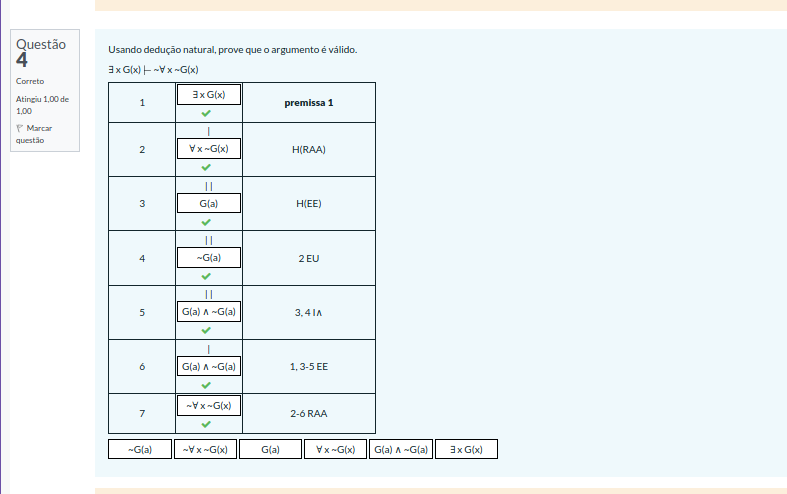 Questão
4
Correto
Atingiu 1,00 de
1,00
Marcar
questão
Usando dedução natural, prove que o argumento é válido.
∃ x G(x) ⊢ ~∀ x ~G(x)
1 ∃ x G(x) premissa 1
|
2 ∀ x ~G(x) H(RAA)
||
3 G(a) H(EE)
||
4 ~G(a) 2 EU
||
5 G(a) ∧ ~G(a) 3, 4 I∧
|
6 G(a) ∧ ~G(a) 1, 3-5 EE
7 ~∀ x ~G(x) 2-6 RAA
~G(a) ~∀ x ~G(x) G(a) ∀ x ~G(x) G(a) ∧ ~G(a) ∃ x G(x)